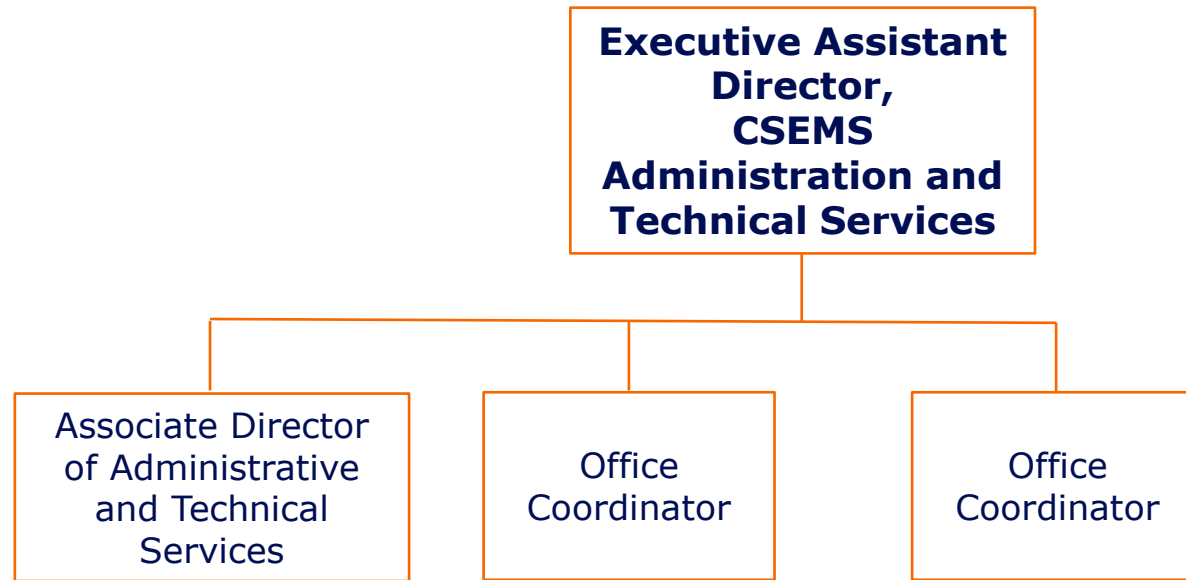 Executive Assistant
Director,
CSEMS
Administration and
Technical Services
Associate Director
of Administrative
and Technical
Services
Office
Coordinator
Office
Coordinator